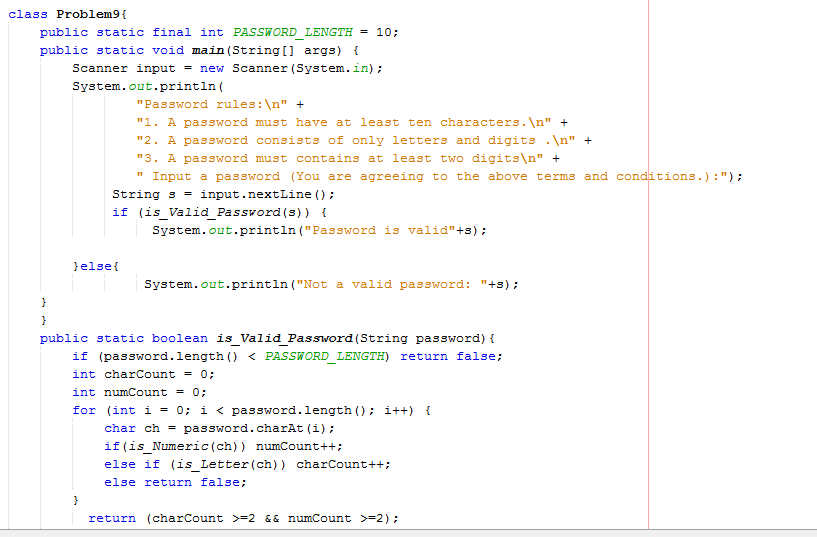 class Problem9{
    public static final int PASSWORD_LENGTH = 10;
    public static void main(String[] args) {
        Scanner input = new Scanner(System.in);
        System.out.println(
                "Password rules:\n" +
                "1. A password must have at least ten characters.\n" +
                "2. A password consists of only letters and digits .\n" +
                "3. A password must contains at least two digits\n" +
                " Input a password (You are agreeing to the above terms and conditions.):");
             String s = input.nextLine();
             if (is_Valid_Password(s)) {
                  System.out.println("Password is valid"+s);
        }else{
                 System.out.println("Not a valid password: "+s);
    }
    }
    public static boolean is_Valid_Password(String password){
        if (password.length() < PASSWORD_LENGTH) return false;
        int charCount = 0;
        int numCount = 0;
        for (int i = 0; i < password.length(); i++) {
            char ch = password.charAt(i);
            if(is_Numeric(ch)) numCount++;
            else if (is_Letter(ch)) charCount++;
            else return false;
        }
          return (charCount >=2 && numCount >=2);